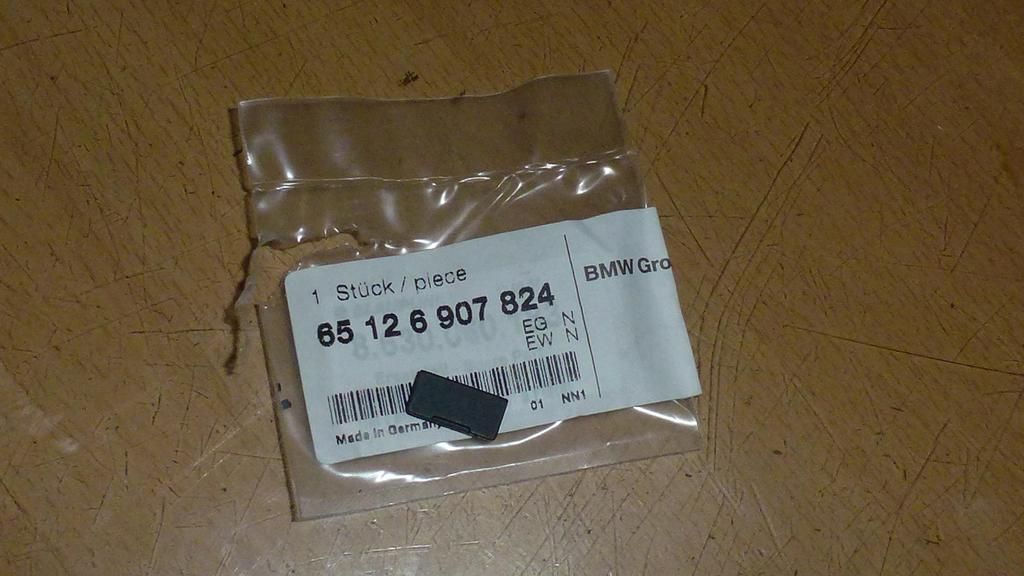 1 Stück / piece
BMW Gro
65 12 6 907 824
EG N
EW N
01 NN1
Made in Germany